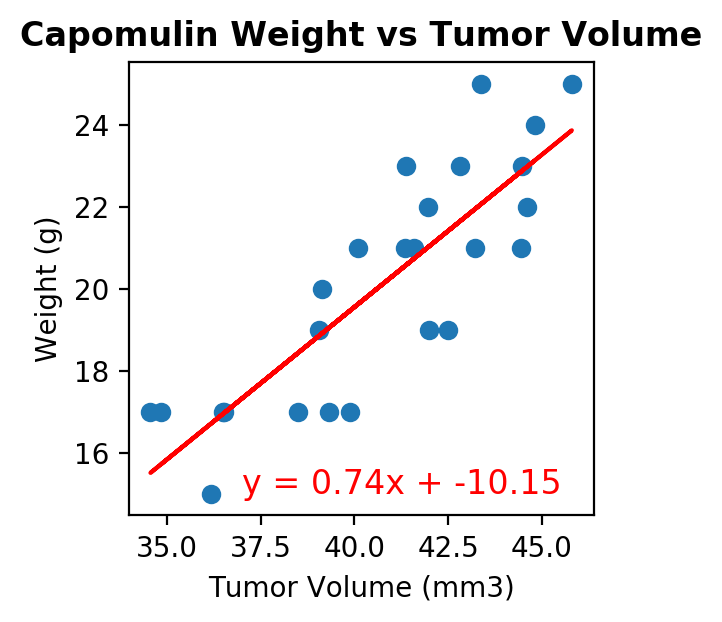 Capomulin Weight vs Tumor Volume
Weight (g)
24
22
20
18
16
y = 0.74x + -10.15
35.0 37.5 40.0 42.5 45.0
Tumor Volume (mm3)